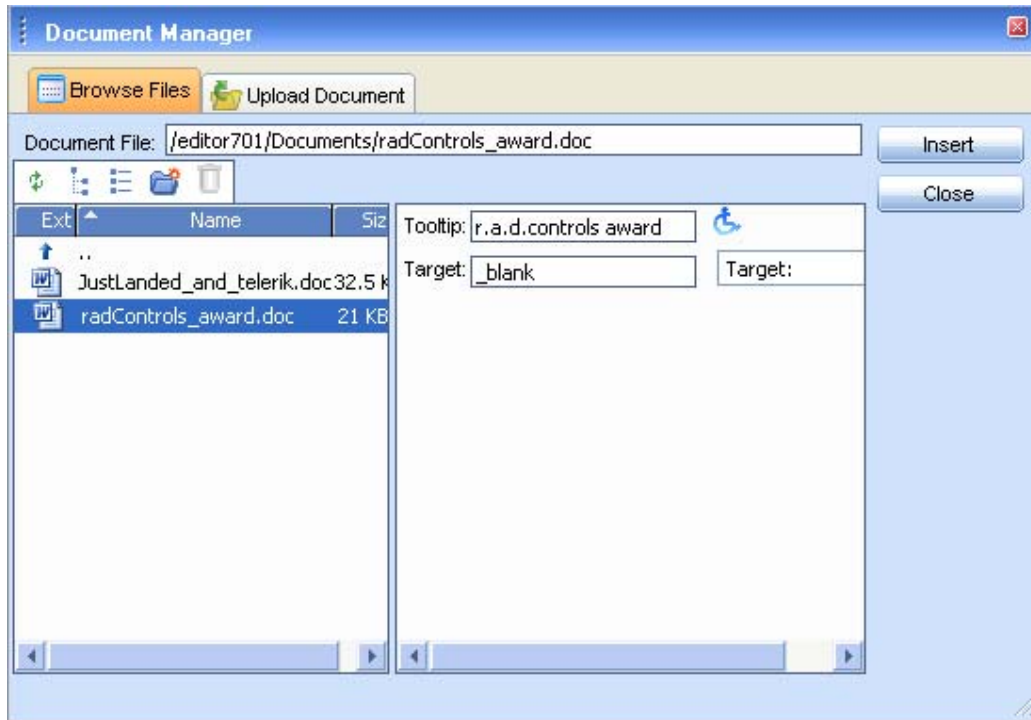 Document Manager
Browse Files
Upload Document
Document File: /editor701/Documents/radControls_award.doc
Insert
Close
Ext Name Siz
..
JustLanded_and_telerik.doc 32.5 K
radControls_award.doc 21 KB
Tooltip: r.a.d.controls award
Target: _blank
Target: